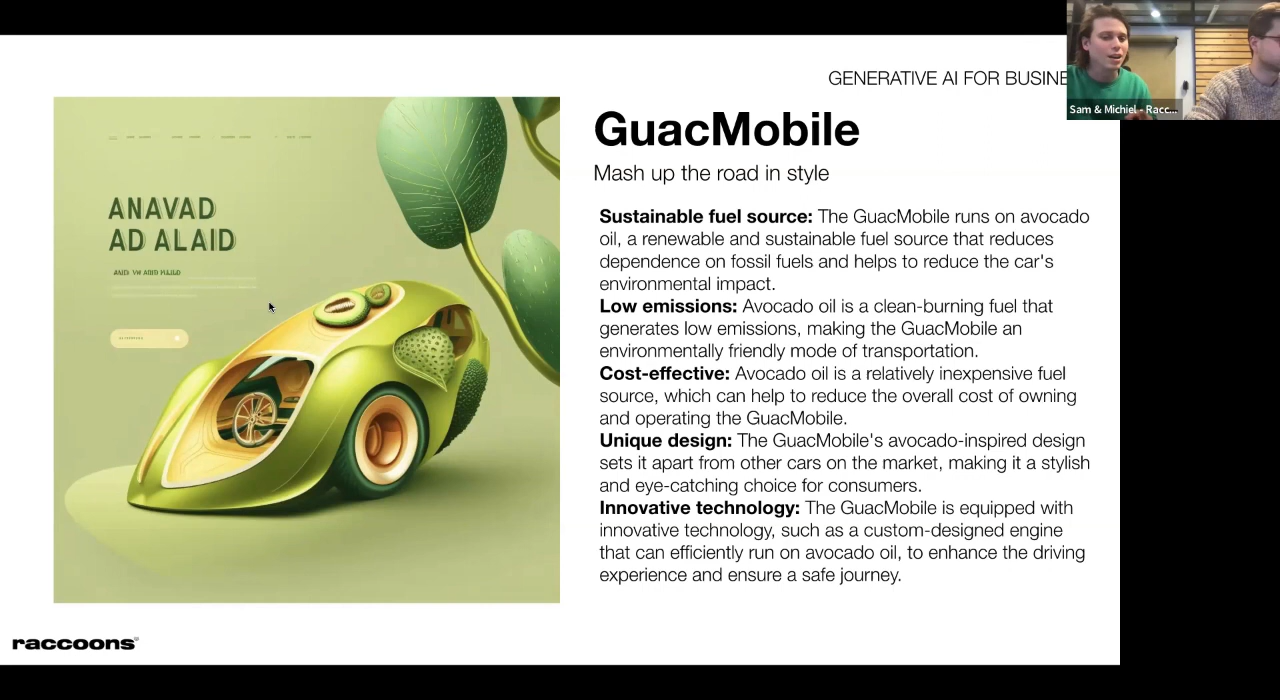 GENERATIVE AI FOR BUSINE
Sam & Michiel - Racc...
ANAVAD
AD ALAID
GuacMobile
Mash up the road in style
Sustainable fuel source: The GuacMobile runs on avocado
oil, a renewable and sustainable fuel source that reduces
dependence on fossil fuels and helps to reduce the car's
environmental impact.
Low emissions: Avocado oil is a clean-burning fuel that
generates low emissions, making the GuacMobile an
environmentally friendly mode of transportation.
Cost-effective: Avocado oil is a relatively inexpensive fuel
source, which can help to reduce the overall cost of owning
and operating the GuacMobile.
Unique design: The GuacMobile's avocado-inspired design
sets it apart from other cars on the market, making it a stylish
and eye-catching choice for consumers.
Innovative technology: The GuacMobile is equipped with
innovative technology, such as a custom-designed engine
that can efficiently run on avocado oil, to enhance the driving
experience and ensure a safe journey.
raccoons